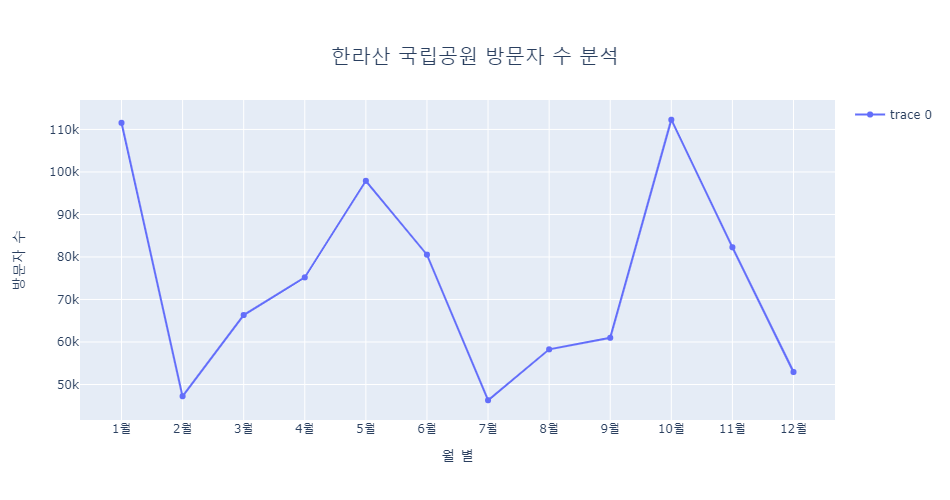 한라산 국립공원 방문자 수 분석
trace 0
방문자 수
110k
100k
90k
80k
70k
60k
50k
1월 2월 3월 4월 5월 6월 7월 8월 9월 10월 11월 12월
월 별